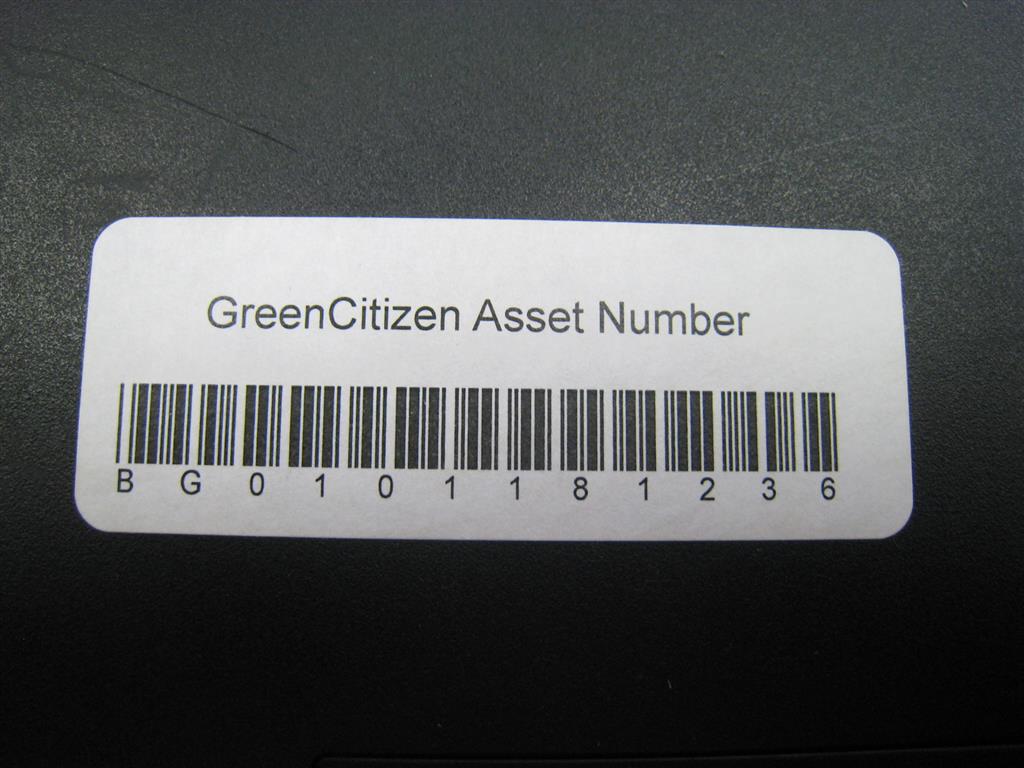 GreenCitizen Asset Number
B G 0 1 0 1 1 8 1 2 3 6